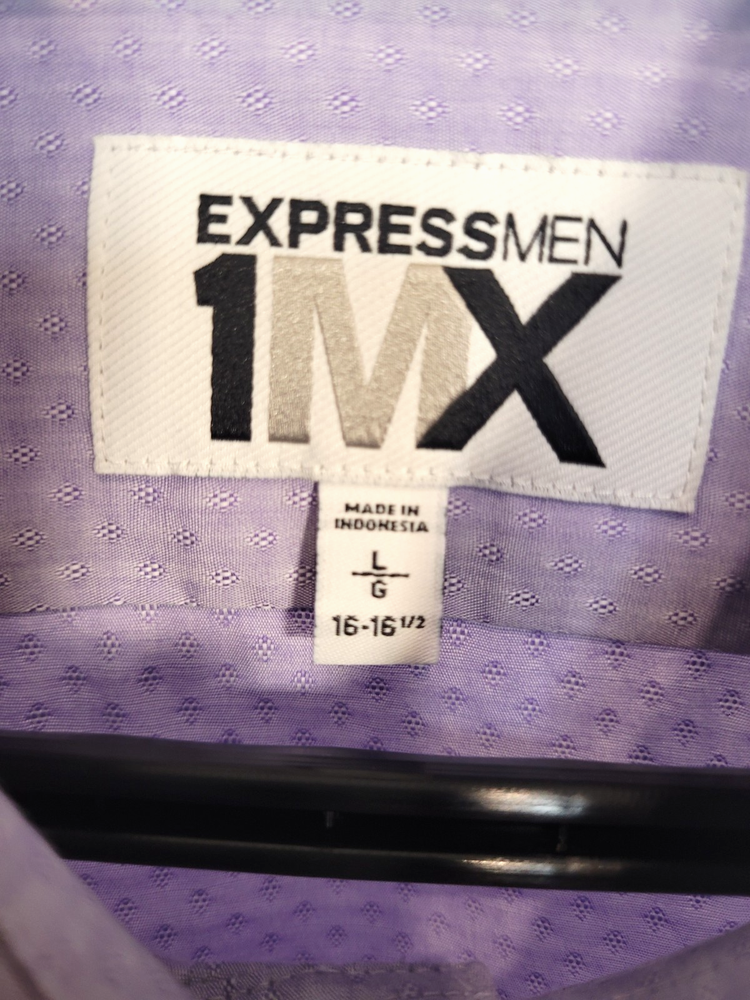 EXPRESSMEN
1MX
MADE IN
INDONESIA
L
G
16-16 1/2